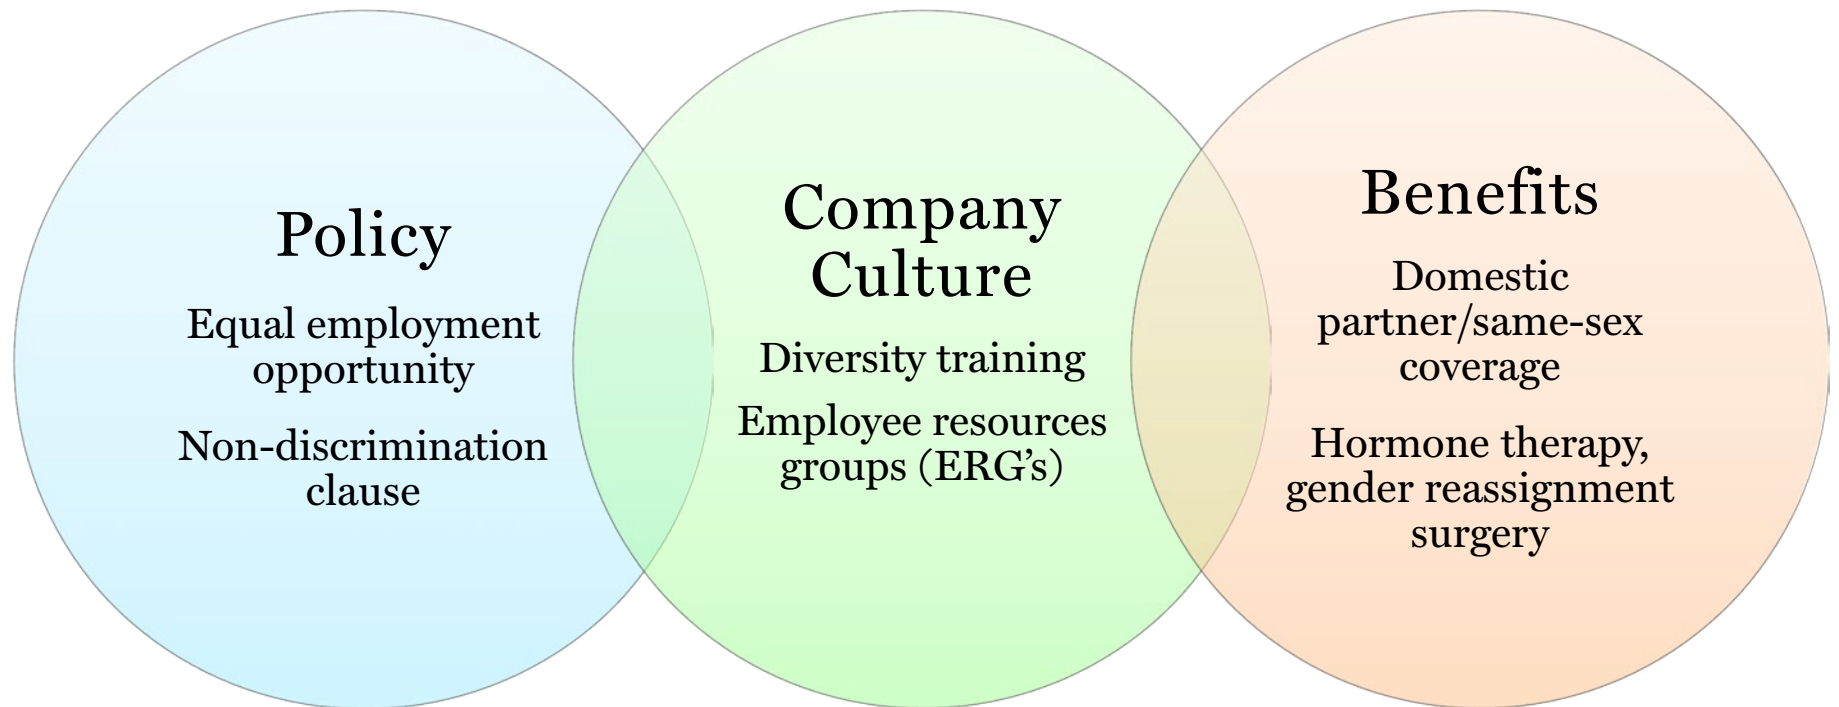 Policy
Equal employment
opportunity
Non-discrimination
clause
Company
Culture
Diversity training
Employee resources
groups (ERG’s)
Benefits
Domestic
partner/same-sex
coverage
Hormone therapy,
gender reassignment
surgery